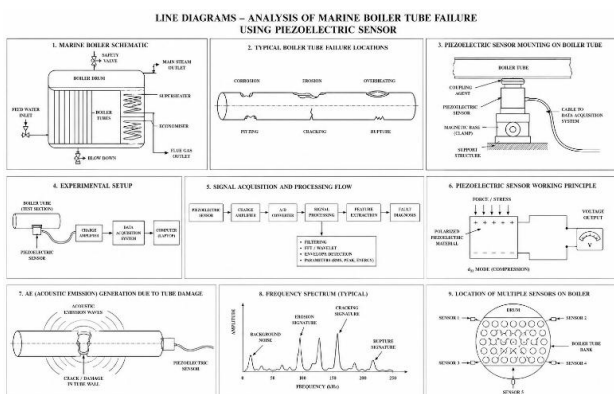 LINE DIAGRAMS – ANALYSIS OF MARINE BOILER TUBE FAILURE
USING PIEZOELECTRIC SENSOR
1. MARINE BOILER SCHEMATIC
SAFETY
VALVE
BOILER DRUM
MAIN STEAM
OUTLET
SUPERHEATER
FEED WATER
INLET
BOILER
TUBES
ECONOMISER
FLUE GAS
OUTLET
BLOW DOWN
2. TYPICAL BOILER TUBE FAILURE LOCATIONS
CORROSION
EROSION
OVERHEATING
PITTING
CRACKING
RUPTURE
3. PIEZOELECTRIC SENSOR MOUNTING ON BOILER TUBE
BOILER TUBE
COUPLING
AGENT
PIEZOELECTRIC
SENSOR
(CLAMP)
CABLE TO
DATA ACQUISITION
SYSTEM
SUPPORT
STRUCTURE
4. EXPERIMENTAL SETUP
BOILER TUBE
(TEST SECTION)
PIEZOELECTRIC
SENSOR
CHARGE
AMPLIFIER
DATA
ACQUISITION
SYSTEM
COMPUTER
(LAPTOP)
5. SIGNAL ACQUISITION AND PROCESSING FLOW
PIEZOELECTRIC
SENSOR
CHARGE
AMPLIFIER
A/D
CONVERTER
SIGNAL
PROCESSING
FEATURE
EXTRACTION
FAULT
DIAGNOSIS
• FILTERING
• FFT / WAVELET
• ENVELOPE DETECTION
• PARAMETERS (RMS, PEAK, ENERGY)
6. PIEZOELECTRIC SENSOR WORKING PRINCIPLE
FORCE / STRESS
POLARIZED
PIEZOELECTRIC
MATERIAL
VOLTAGE
OUTPUT
V
MODE (COMPRESSION)
7. AE (ACOUSTIC EMISSION) GENERATION DUE TO TUBE DAMAGE
ACOUSTIC
EMISSION WAVES
CRACK / DAMAGE
IN TUBE WALL
PIEZOELECTRIC
SENSOR
8. FREQUENCY SPECTRUM (TYPICAL)
AMPLITUDE
BACKGROUND
NOISE
EROSION
SIGNATURE
CRACKING
SIGNATURE
RUPTURE
SIGNATURE
0
50
100
150
FREQUENCY (kHz)
9. LOCATION OF MULTIPLE SENSORS ON BOILER
DRUM
SENSOR 1
SENSOR 2
BOILER TUBE
BANK
SENSOR 3
SENSOR 4
SENSOR 5